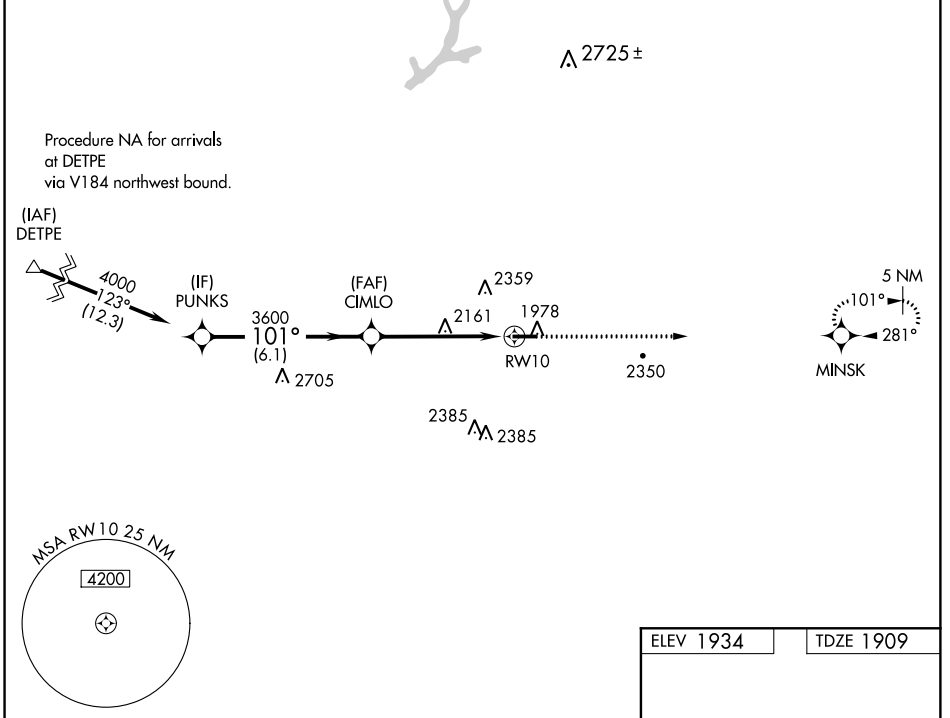 2725 ±
Procedure NA for arrivals
at DETPE
via V184 northwest bound.
(IAF)
DETPE
4000
123°
(12.3)
(IF)
PUNKS
3600
101°
(6.1)
2705
(FAF)
CIMLO
2161
2359
1978
RW10
2350
2385
2385
5 NM
101°
281°
MINSK
MSA RW10 25 NM
4200
ELEV 1934
TDZE 1909